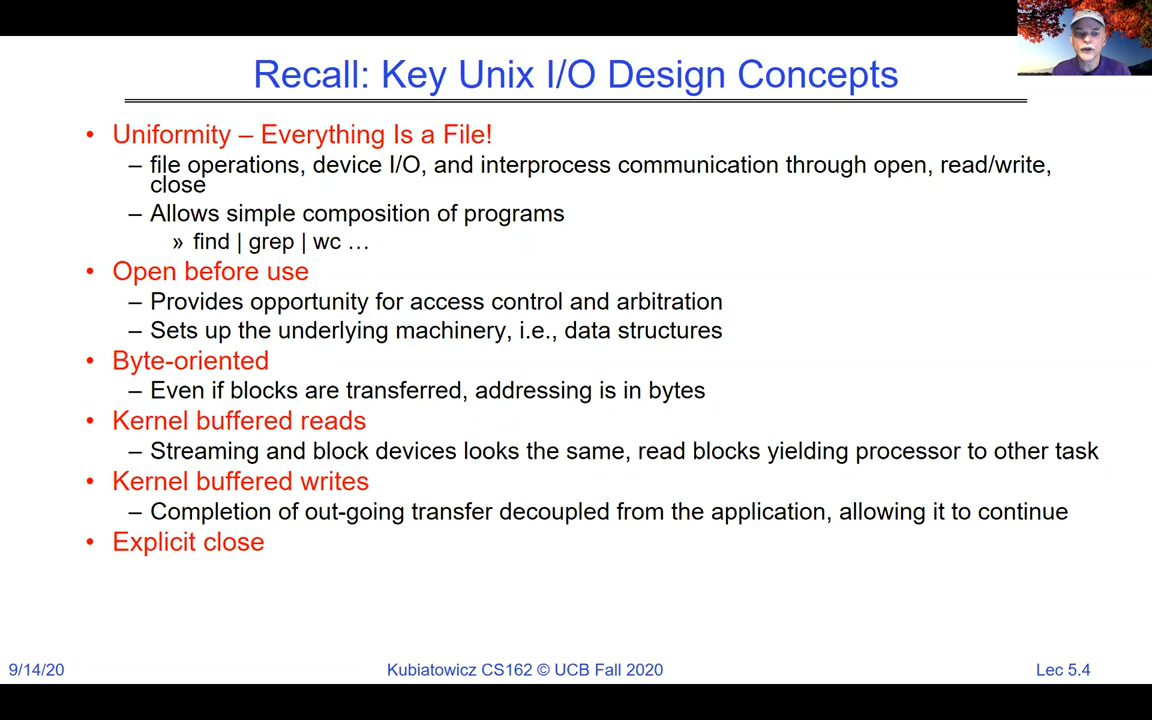 Recall: Key Unix I/O Design Concepts
• Uniformity – Everything Is a File!
– file operations, device I/O, and interprocess communication through open, read/write,
close
– Allows simple composition of programs
» find | grep | wc …
• Open before use
– Provides opportunity for access control and arbitration
– Sets up the underlying machinery, i.e., data structures
• Byte-oriented
– Even if blocks are transferred, addressing is in bytes
• Kernel buffered reads
– Streaming and block devices looks the same, read blocks yielding processor to other task
• Kernel buffered writes
– Completion of out-going transfer decoupled from the application, allowing it to continue
• Explicit close
9/14/20
Kubiatowicz CS162 © UCB Fall 2020
Lec 5.4